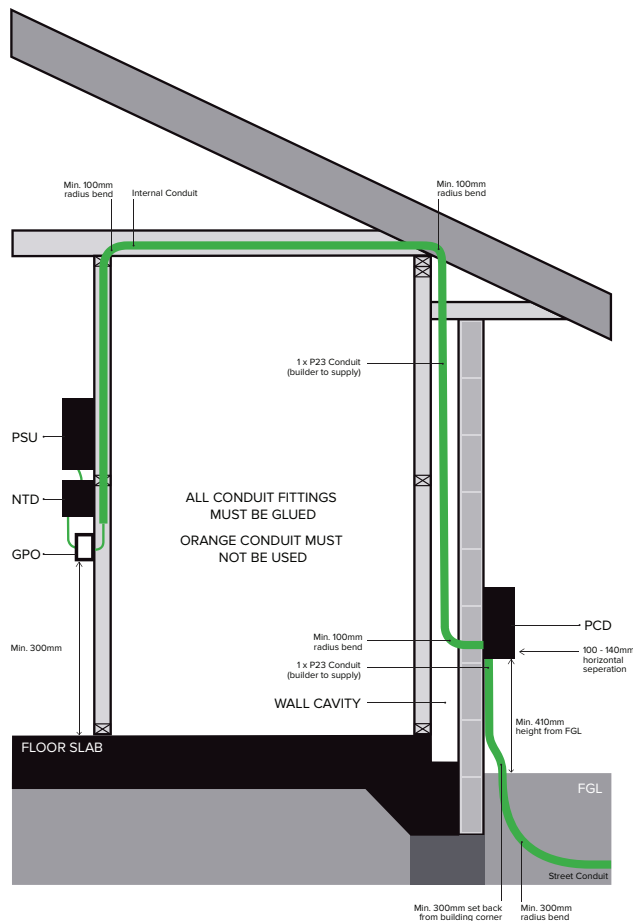 Min. 100mm
radius bend
Internal Conduit
Min. 100mm
radius bend
1 x P23 Conduit
(builder to supply)
PSU
NTD
GPO
ALL CONDUIT FITTINGS
MUST BE GLUED
ORANGE CONDUIT MUST
NOT BE USED
Min. 300mm
Min. 100mm
radius bend
1 x P23 Conduit
(builder to supply)
PCD
100 - 140mm
horizontal
seperation
WALL CAVITY
Min. 410mm
height from FGL
FLOOR SLAB
FGL
Street Conduit
Min. 300mm set back
from building corner
Min. 300mm
radius bend